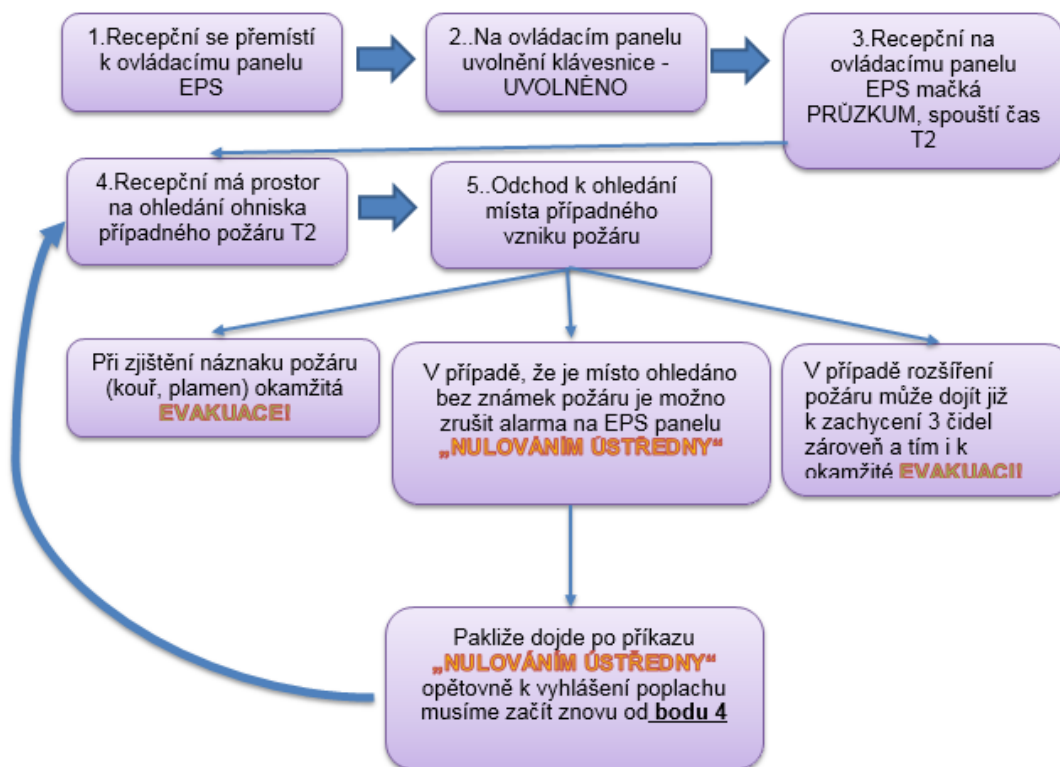 1.Recepční se přemístí
k ovládacímu panelu
EPS
2..Na ovládacím panelu
uvolnění klávesnice -
UVOLNĚNO
3.Recepční na
ovládacímu panelu
EPS mačká
PRŮZKUM, spouští čas
T2
4.Recepční má prostor
na ohledání ohniska
případného požáru T2
5..Odchod k ohledání
místa případného
vzniku požáru
Při zjištění náznaku požáru
(kouř, plamen) okamžitá
EVAKUACE!
V případě, že je místo ohledáno
bez známek požáru je možno
zrušit alarma na EPS panelu
„NULOVÁNÍM ÚSTŘEDNY“
V případě rozšíření
požáru může dojít již
k zachycení 3 čidel
zároveň a tím i k
okamžité EVAKUACI!
Pakliže dojde po příkazu
„NULOVÁNÍM ÚSTŘEDNY“
opětovně k vyhlášení poplachu
musíme začít znovu od bodu 4